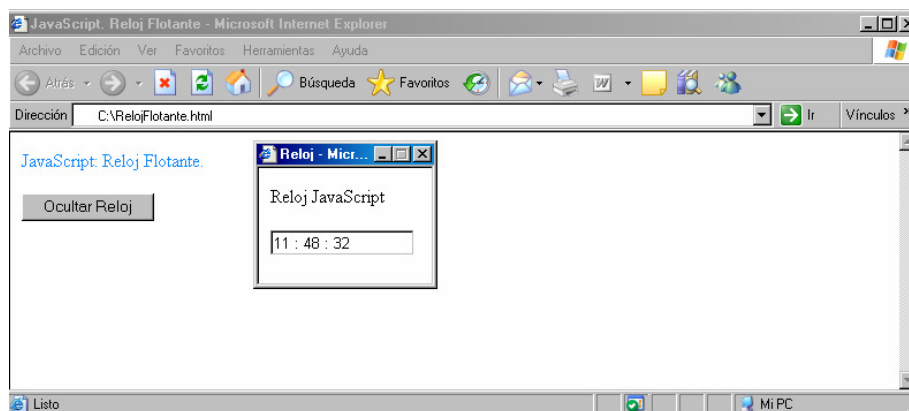 JavaScript. Reloj Flotante - Microsoft Internet Explorer
Archivo Edición Ver Favoritos Herramientas Ayuda
Atrás Búsqueda Favoritos
Dirección C:\RelojFlotante.html Ir Vínculos »
JavaScript: Reloj Flotante.
Ocultar Reloj
Reloj - Micr...
Reloj JavaScript
11 : 48 : 32
Listo Mi PC